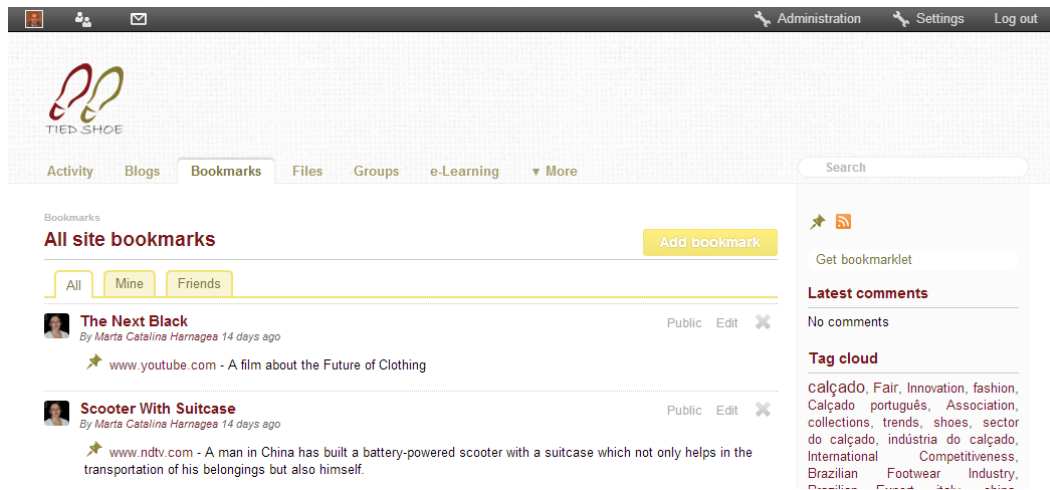 Administration Settings Log out
TIED SHOE
Activity Blogs Bookmarks Files Groups e-Learning ▼ More
Search
Bookmarks
All site bookmarks
Add bookmark
All Mine Friends
The Next Black
Public Edit
By Marta Catalina Harnagea 14 days ago
www.youtube.com - A film about the Future of Clothing
Scooter With Suitcase
Public Edit
By Marta Catalina Harnagea 14 days ago
www.ndtv.com - A man in China has built a battery-powered scooter with a suitcase which not only helps in the
transportation of his belongings but also himself.
Get bookmarklet
Latest comments
No comments
Tag cloud
calçado, Fair, Innovation, fashion,
Calçado português, Association,
collections, trends, shoes, sector
do calçado, indústria do calçado,
International Competitiveness,
Brazilian Footwear Industry,
Brazilian Export, italy, china,